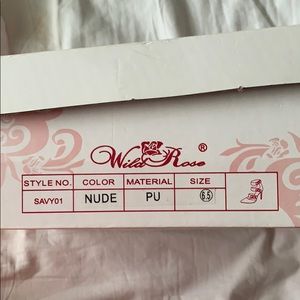 Wild Rose ®
STYLE NO. COLOR MATERIAL SIZE
SAVY01 NUDE PU 6.5